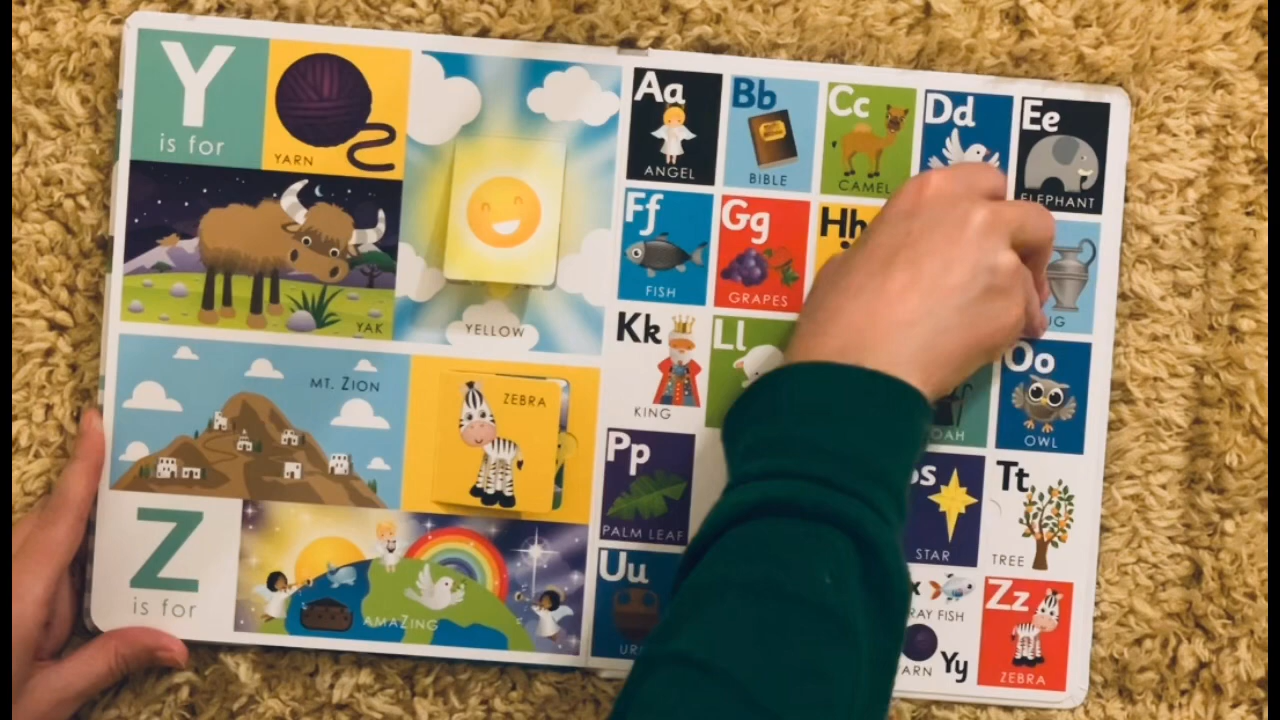 Y
is for
YARN
YAK
YELLOW
MT. ZION
ZEBRA
Z
is for
AMAZING
Aa
ANGEL
Bb
BIBLE
Cc
CAMEL
Dd
Ee
ELEPHANT
Ff
FISH
Gg
GRAPES
Hh
Kk
KING
Ll
Oo
OWL
Pp
PALM LEAF
STAR
Tt
TREE
Uu
RAY FISH
Yy
Zz
ZEBRA